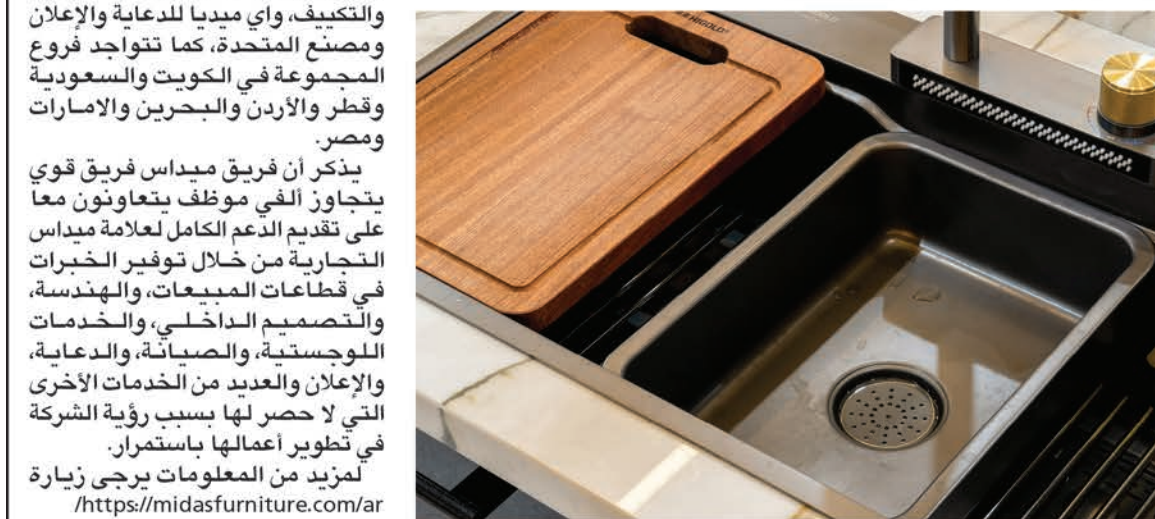 والتكييف، واي ميديا للدعاية والإعلان
ومصنع المتحدة، كما تتواجد فروع
المجموعة في الكويت والسعودية
وقطر والأردن والبحرين والامارات
ومصر.
يذكر أن فريق ميداس فريق قوي
يتجاوز ألفي موظف يتعاونون معا
على تقديم الدعم الكامل لعلامة ميداس
التجارية من خلال توفير الخبرات
في قطاعات المبيعات، والهندسة،
والتصميم الداخلي، والخدمات
اللوجستية، والصيانة، والدعاية،
والإعلان والعديد من الخدمات الأخرى
التي لا حصر لها بسبب رؤية الشركة
في تطوير أعمالها باستمرار.
لمزيد من المعلومات يرجى زيارة
https://midasfurniture.com/ar/
HIGOLD